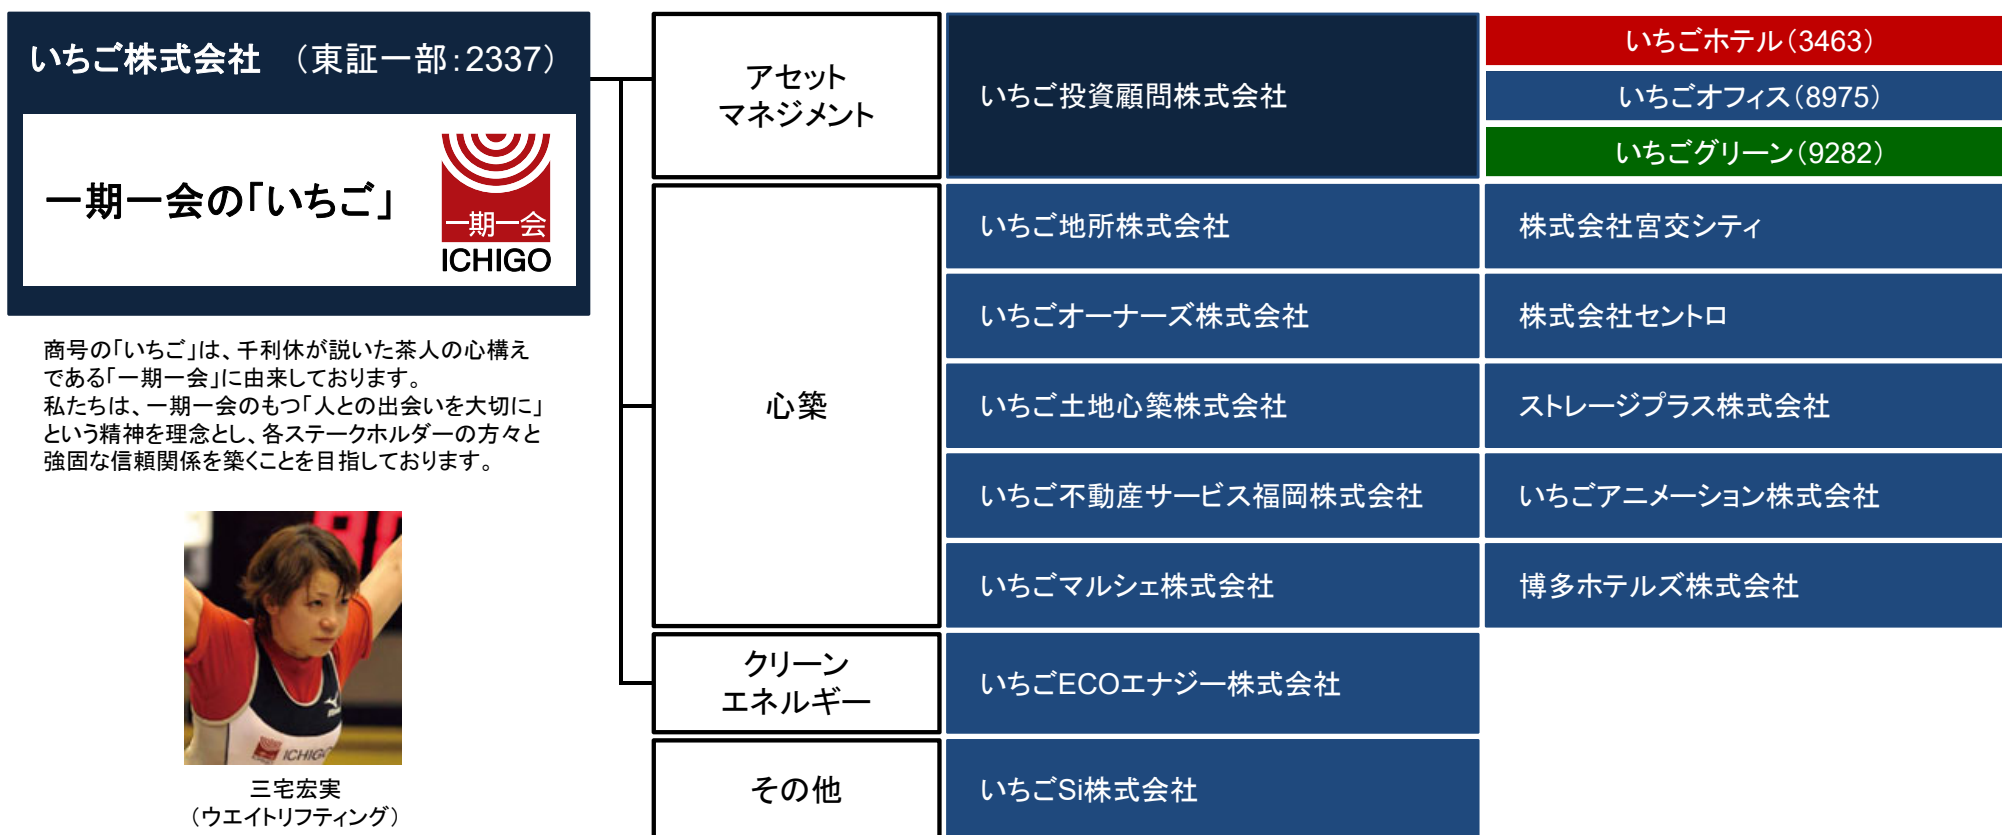 いちご株式会社 （東証一部：2337）
一期一会の「いちご」
一期一会
ICHIGO
商号の「いちご」は、千利休が説いた茶人の心構え
である「一期一会」に由来しております。
私たちは、一期一会のもつ「人との出会いを大切に」
という精神を理念とし、各ステークホルダーの方々と
強固な信頼関係を築くことを目指しております。
三宅宏実
（ウエイトリフティング）
アセット
マネジメント
いちご投資顧問株式会社
いちごホテル（3463）
いちごオフィス（8975）
いちごグリーン（9282）
心築
いちご地所株式会社
株式会社宮交シティ
いちごオーナーズ株式会社
株式会社セントロ
いちご土地心築株式会社
ストレージプラス株式会社
いちご不動産サービス福岡株式会社
いちごアニメーション株式会社
いちごマルシェ株式会社
博多ホテルズ株式会社
クリーン
エネルギー
いちごECOエナジー株式会社
その他
いちごSi株式会社